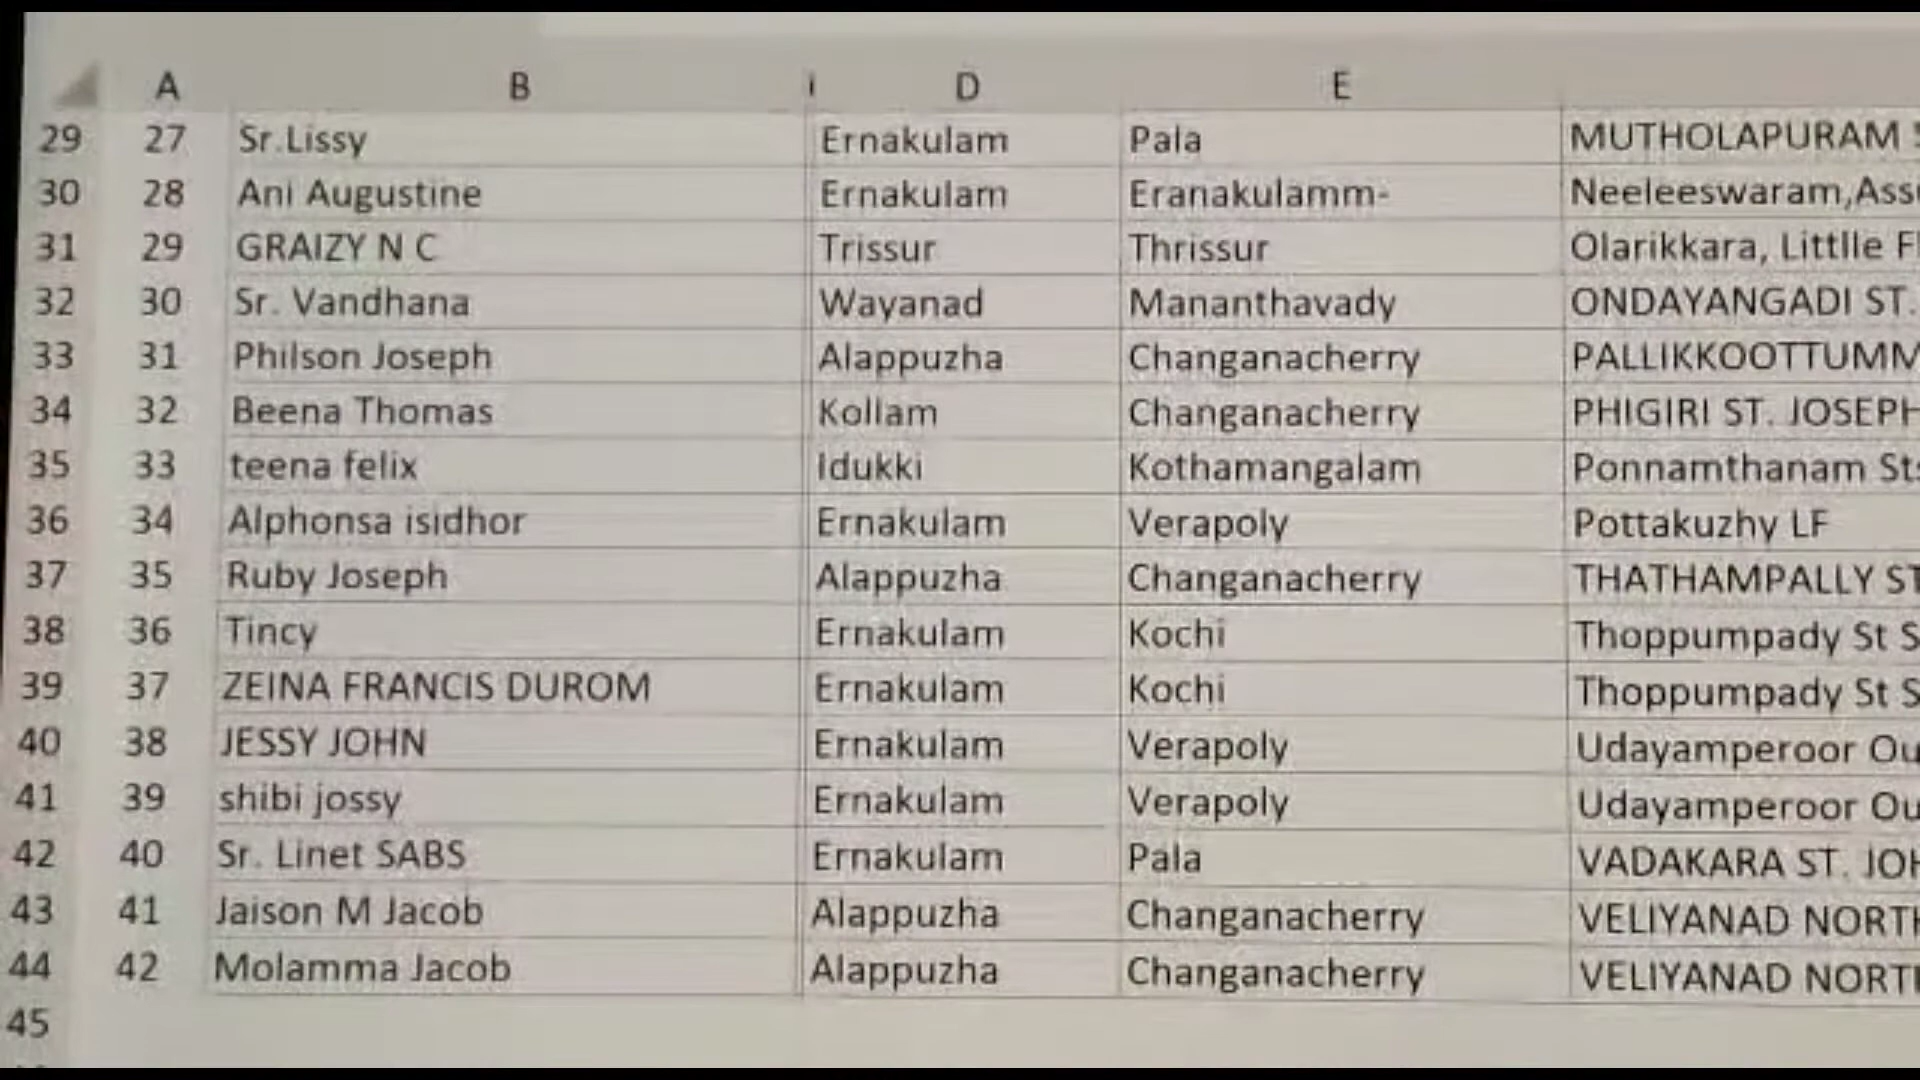 A B D E
29 27 Sr.Lissy Ernakulam Pala MUTHOLAPURAM
30 28 Ani Augustine Ernakulam Eranakulamm- Neeleeswaram,Ass
31 29 GRAIZY N C Trissur Thrissur Olarikkara, Littlle
32 30 Sr. Vandhana Wayanad Mananthavady ONDAYANGADI ST.
33 31 Philson Joseph Alappuzha Changanacherry PALLIKKOOTTUMM
34 32 Beena Thomas Kollam Changanacherry PHIGIRI ST. JOSEPH
35 33 teena felix Idukki Kothamangalam Ponnamthanam St
36 34 Alphonsa isidhor Ernakulam Verapoly Pottakuzhy LF
37 35 Ruby Joseph Alappuzha Changanacherry THATHAMPALLY ST
38 36 Tincy Ernakulam Kochi Thoppumpady St S
39 37 ZEINA FRANCIS DUROM Ernakulam Kochi Thoppumpady St S
40 38 JESSY JOHN Ernakulam Verapoly Udayamperoor Ou
41 39 shibi jossy Ernakulam Verapoly Udayamperoor Ou
42 40 Sr. Linet SABS Ernakulam Pala VADAKARA ST. JOH
43 41 Jaison M Jacob Alappuzha Changanacherry VELIYANAD NORTH
44 42 Molamma Jacob Alappuzha Changanacherry VELIYANAD NORT
45